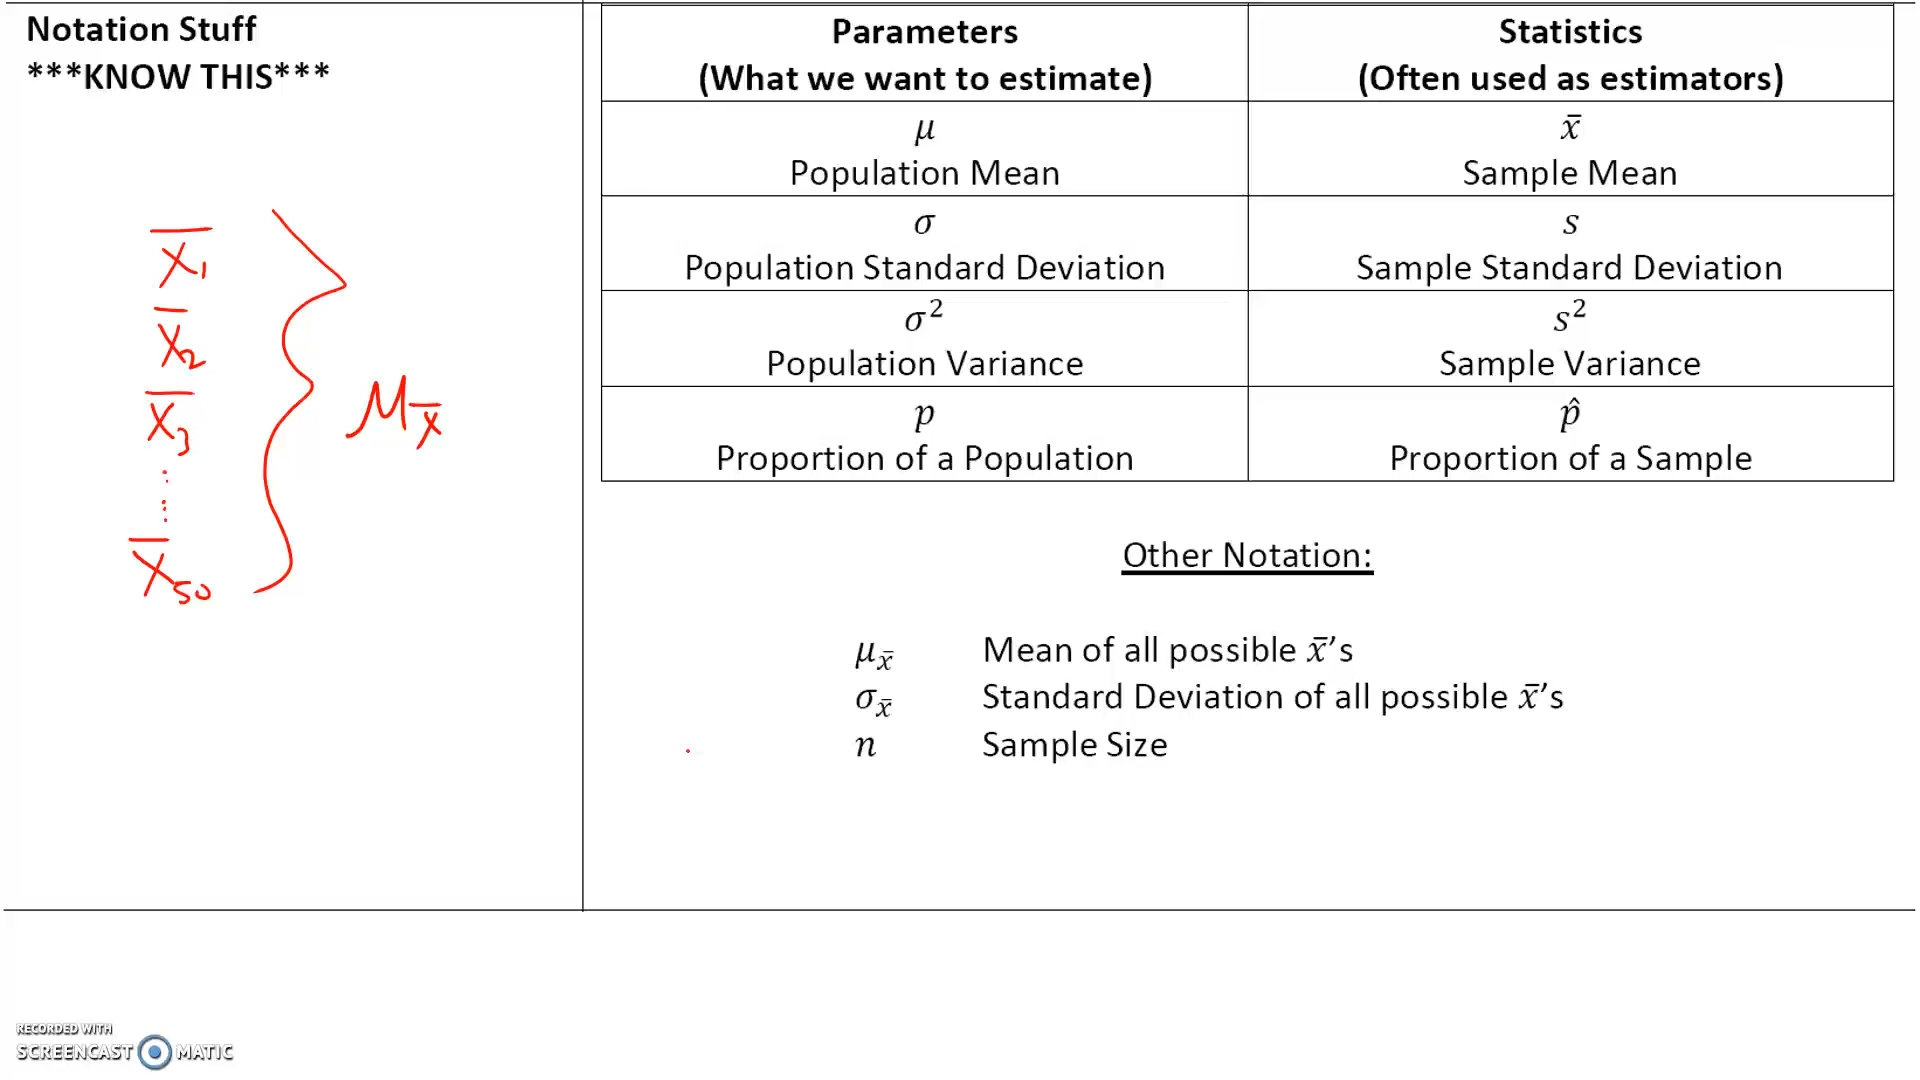 Notation Stuff
***KNOW THIS***
x̄₁
x̄₂
x̄₃
⋮
x̄₅₀
μx̄
Parameters
(What we want to estimate)
Statistics
(Often used as estimators)
μ
Population Mean
x̄
Sample Mean
σ
Population Standard Deviation
s
Sample Standard Deviation
σ²
Population Variance
s²
Sample Variance
p
Proportion of a Population
p̂
Proportion of a Sample
Other Notation:
μx̄ Mean of all possible x̄’s
σx̄ Standard Deviation of all possible x̄’s
n Sample Size
RECORDED WITH
SCREENCAST MATIC